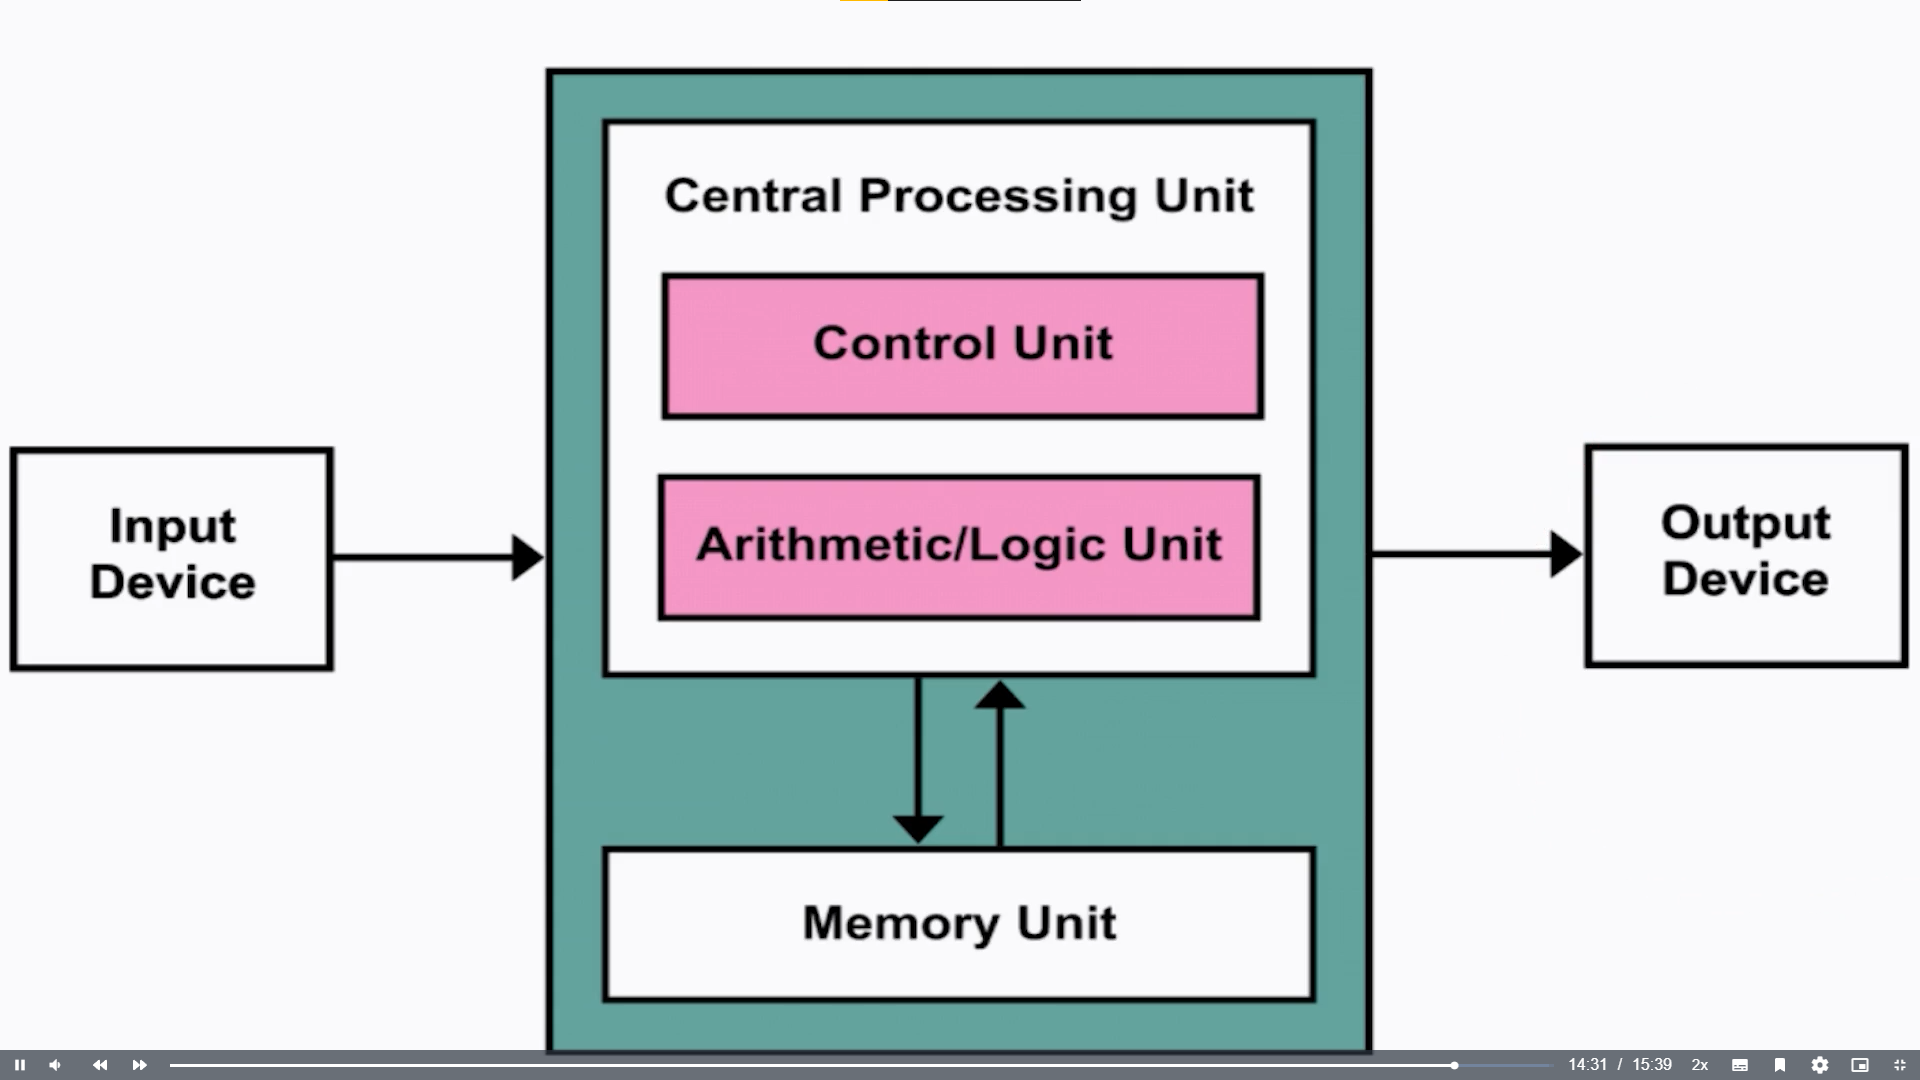 Central Processing Unit
Control Unit
Arithmetic/Logic Unit
Input
Device
Output
Device
Memory Unit
14:31 / 15:39 2x